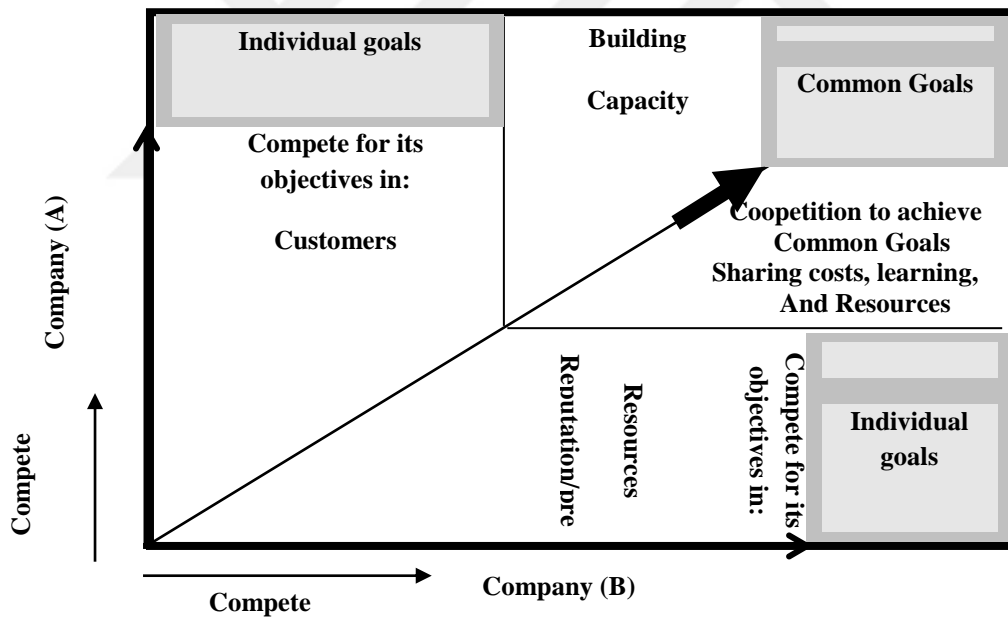 Individual goals
Building
Capacity
Common Goals
Compete for its
objectives in:
Customers
Coopetition to achieve
Common Goals
Sharing costs, learning,
And Resources
Company (A)
Compete
Reputation/pre
Resources
Compete for its
objectives in:
Individual
goals
Company (B)
Compete